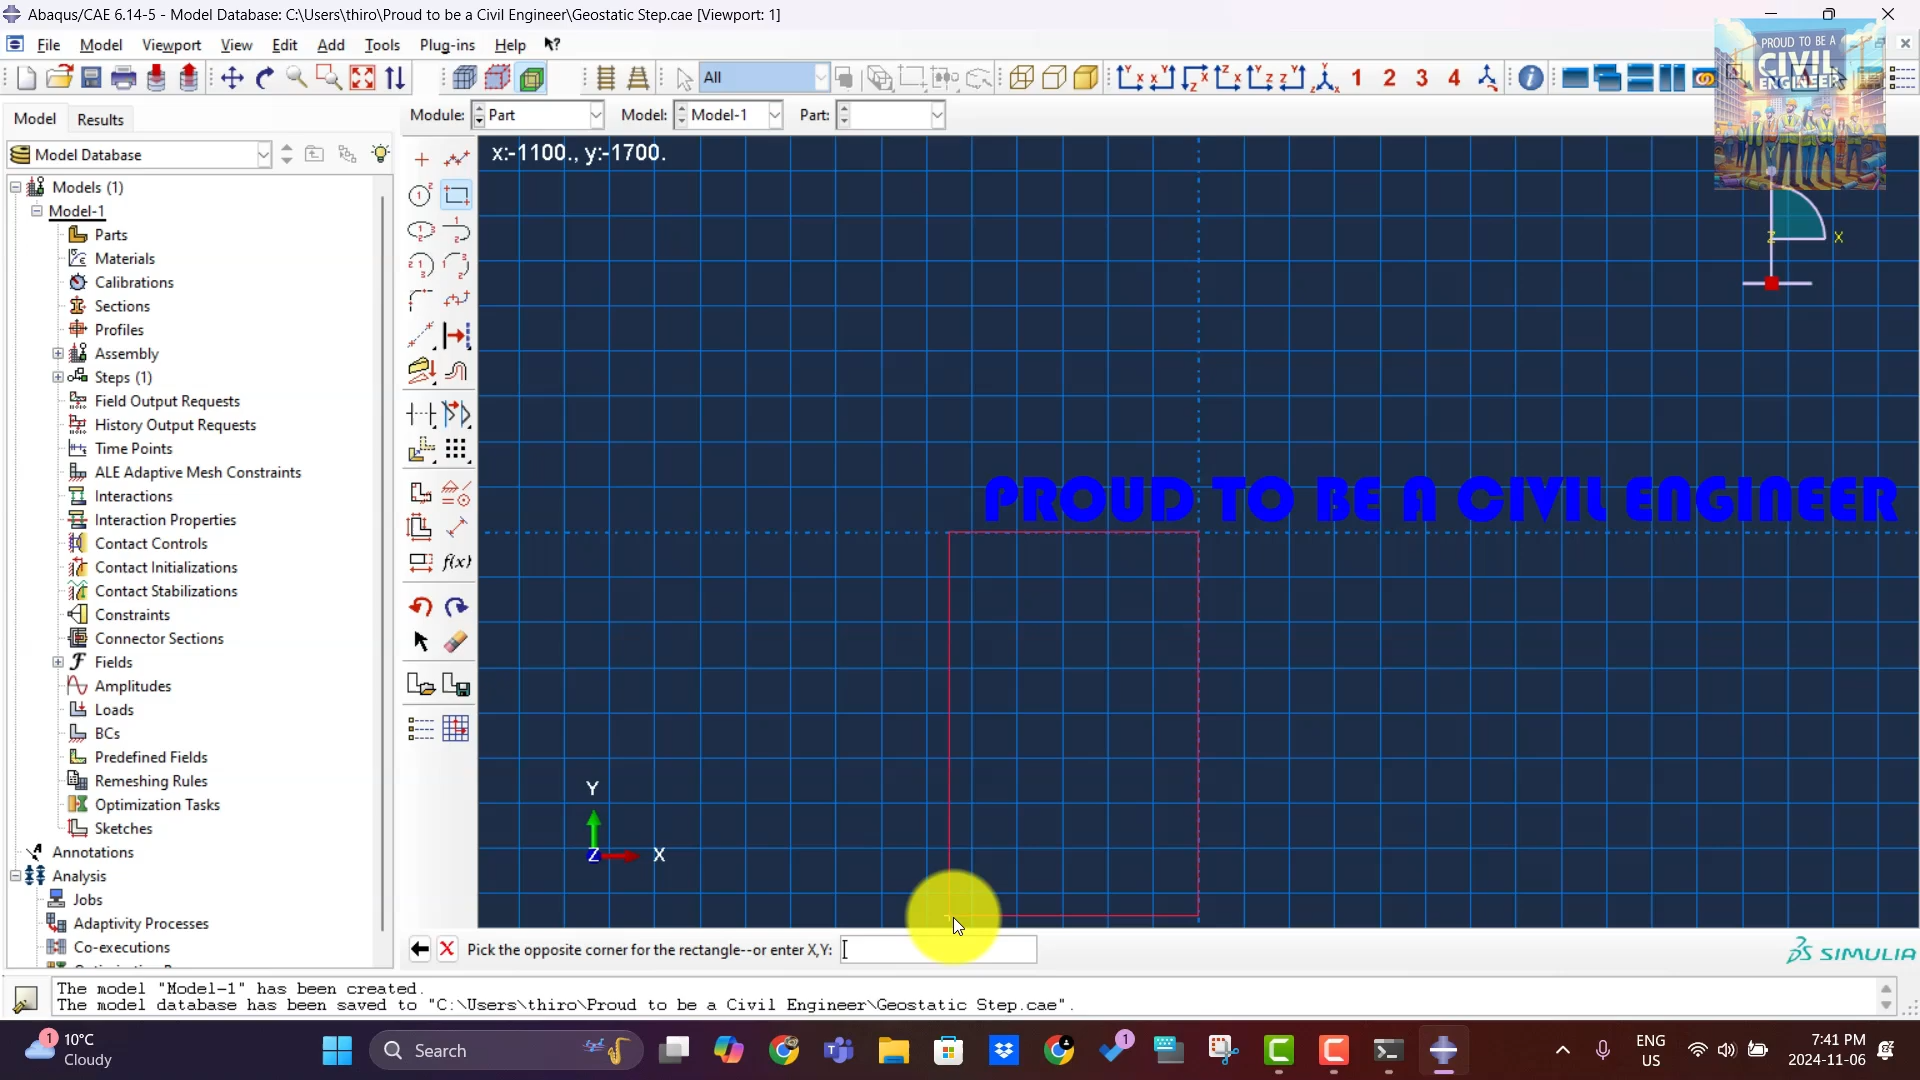 Abaqus/CAE 6.14-5 - Model Database: C:\Users\thiro\Proud to be a Civil Engineer\Geostatic Step.cae [Viewport: 1]
File Model Viewport View Edit Add Tools Plug-ins Help
PROUD TO BE A CIVIL ENGINEER
All
1 2 3 4
Model Results
Module: Part Model: Model-1 Part:
Model Database
x:-1100., y:-1700.
Models (1)
Model-1
Parts
Materials
Calibrations
Sections
Profiles
Assembly
Steps (1)
Field Output Requests
History Output Requests
Time Points
ALE Adaptive Mesh Constraints
Interactions
Interaction Properties
Contact Controls
Contact Initializations
Contact Stabilizations
Constraints
Connector Sections
Fields
Amplitudes
Loads
BCs
Predefined Fields
Remeshing Rules
Optimization Tasks
Sketches
Annotations
Analysis
Jobs
Adaptivity Processes
Co-executions
f(x)
Z X
PROUD TO BE A CIVIL ENGINEER
Y
Z X
Pick the opposite corner for the rectangle--or enter X,Y:
SIMULIA
The model "Model-1" has been created.
The model database has been saved to "C:\Users\thiro\Proud to be a Civil Engineer\Geostatic Step.cae".
1
10°C
Cloudy
Search
1
ENG
US
7:41 PM
2024-11-06